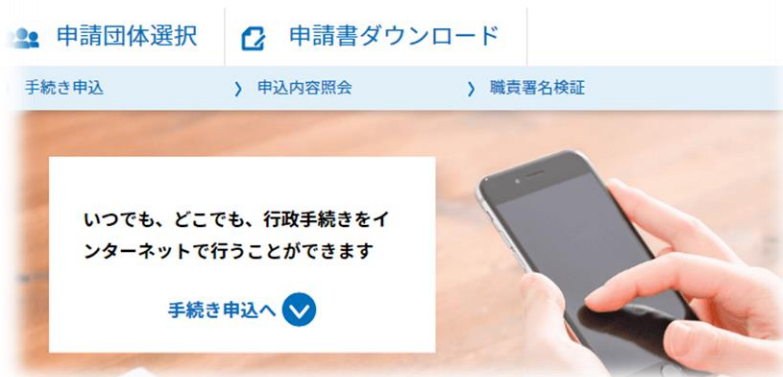 申請団体選択
申請書ダウンロード
手続き申込
申込内容照会
職責署名検証
いつでも、どこでも、行政手続きをイ
ンターネットで行うことができます
手続き申込へ